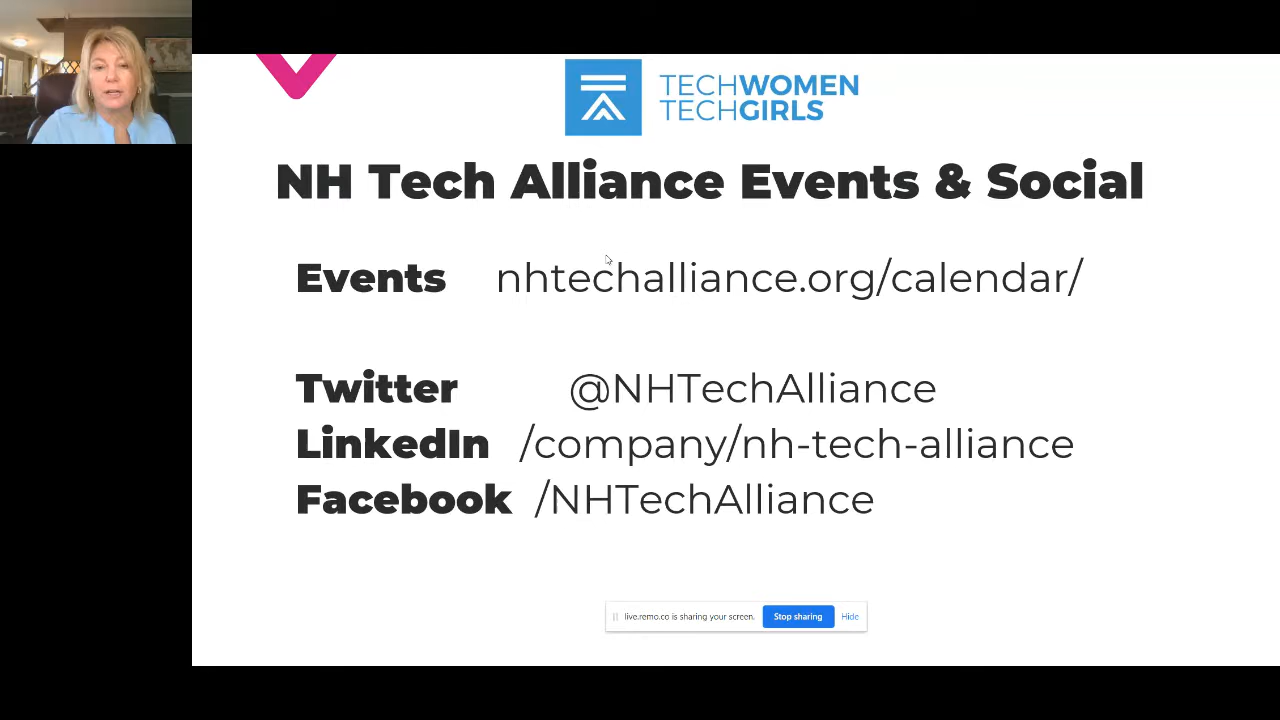 TECHWOMEN
TECHGIRLS
NH Tech Alliance Events & Social
Events nhtechalliance.org/calendar/
Twitter @NHTechAlliance
LinkedIn /company/nh-tech-alliance
Facebook /NHTechAlliance
live.remo.co is sharing your screen. Stop sharing Hide